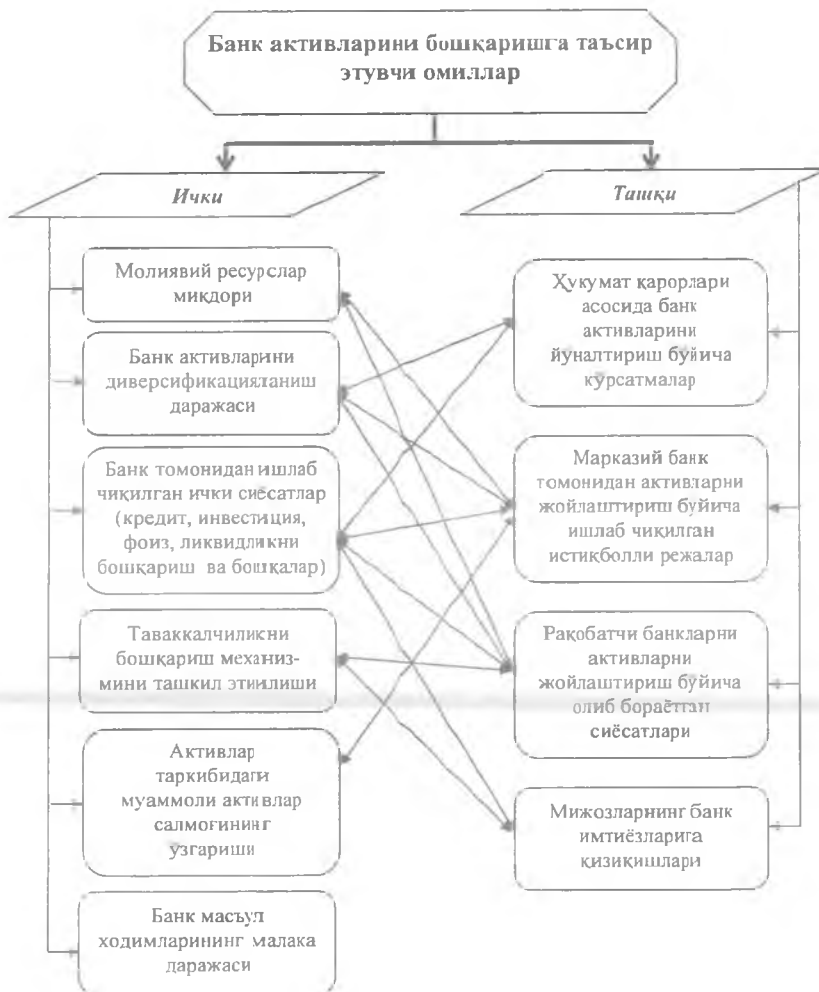 Банк активларини бошқаришга таъсир
этувчи омиллар
Ички
Молиявий ресурслар
миқдори
Банк активларини
диверсификацияланиш
даражаси
Банк томонидан ишлаб
чиқилган ички сиёсатлар
(кредит, инвестиция,
фоиз, ликвидликни
бошқариш ва бошқалар)
Таваккалчиликни
бошқариш механиз-
мини ташкил этилиши
Активлар
таркибидаги
муаммоли активлар
салмоғининг
ўзгариши
Банк масъул
ходимларининг малака
даражаси
Ташқи
Ҳукумат қарорлари
асосида банк
активларини
йўналтириш бўйича
кўрсатмалар
Марказий банк
томонидан активларни
жойлаштириш бўйича
ишлаб чиқилган
истиқболли режалар
Рақобатчи банкларни
активларни
жойлаштириш бўйича
олиб бораётган
сиёсатлари
Мижозларнинг банк
имтиёзларига
қизиқишлари